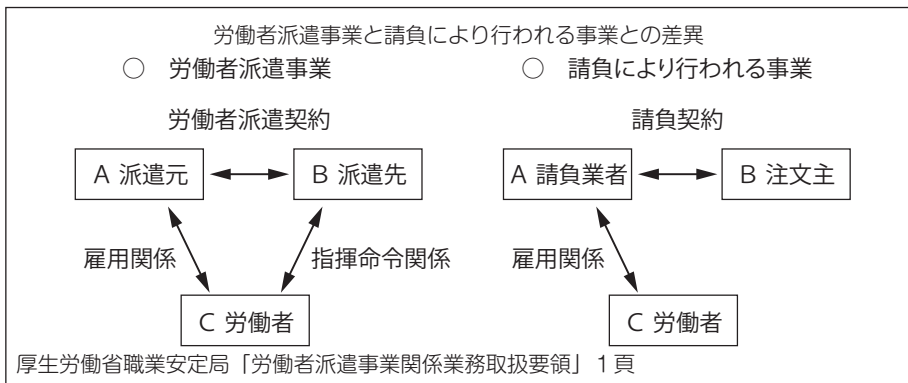 労働者派遣事業と請負により行われる事業との差異
○ 労働者派遣事業
○ 請負により行われる事業
労働者派遣契約
請負契約
A 派遣元
B 派遣先
A 請負業者
B 注文主
雇用関係
指揮命令関係
雇用関係
C 労働者
C 労働者
厚生労働省職業安定局「労働者派遣事業関係業務取扱要領」1頁